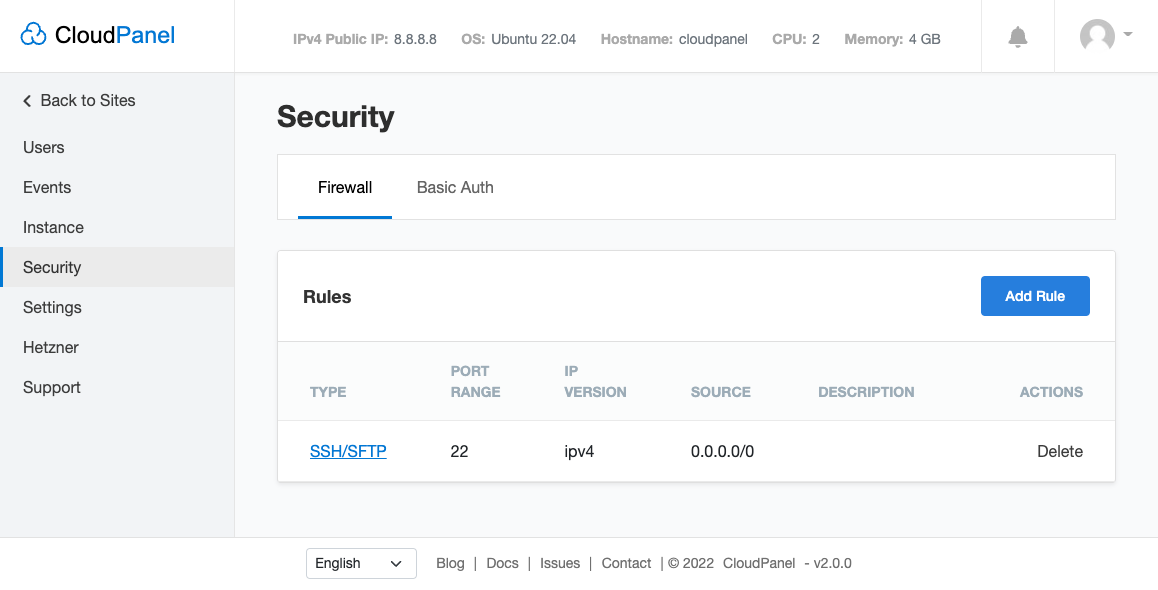 CloudPanel
IPv4 Public IP: 8.8.8.8 OS: Ubuntu 22.04 Hostname: cloudpanel CPU: 2 Memory: 4 GB
Back to Sites
Users
Events
Instance
Security
Settings
Hetzner
Support
Security
Firewall Basic Auth
Rules Add Rule
TYPE PORT RANGE IP VERSION SOURCE DESCRIPTION ACTIONS
SSH/SFTP 22 ipv4 0.0.0.0/0 Delete
English Blog | Docs | Issues | Contact | © 2022 CloudPanel - v2.0.0